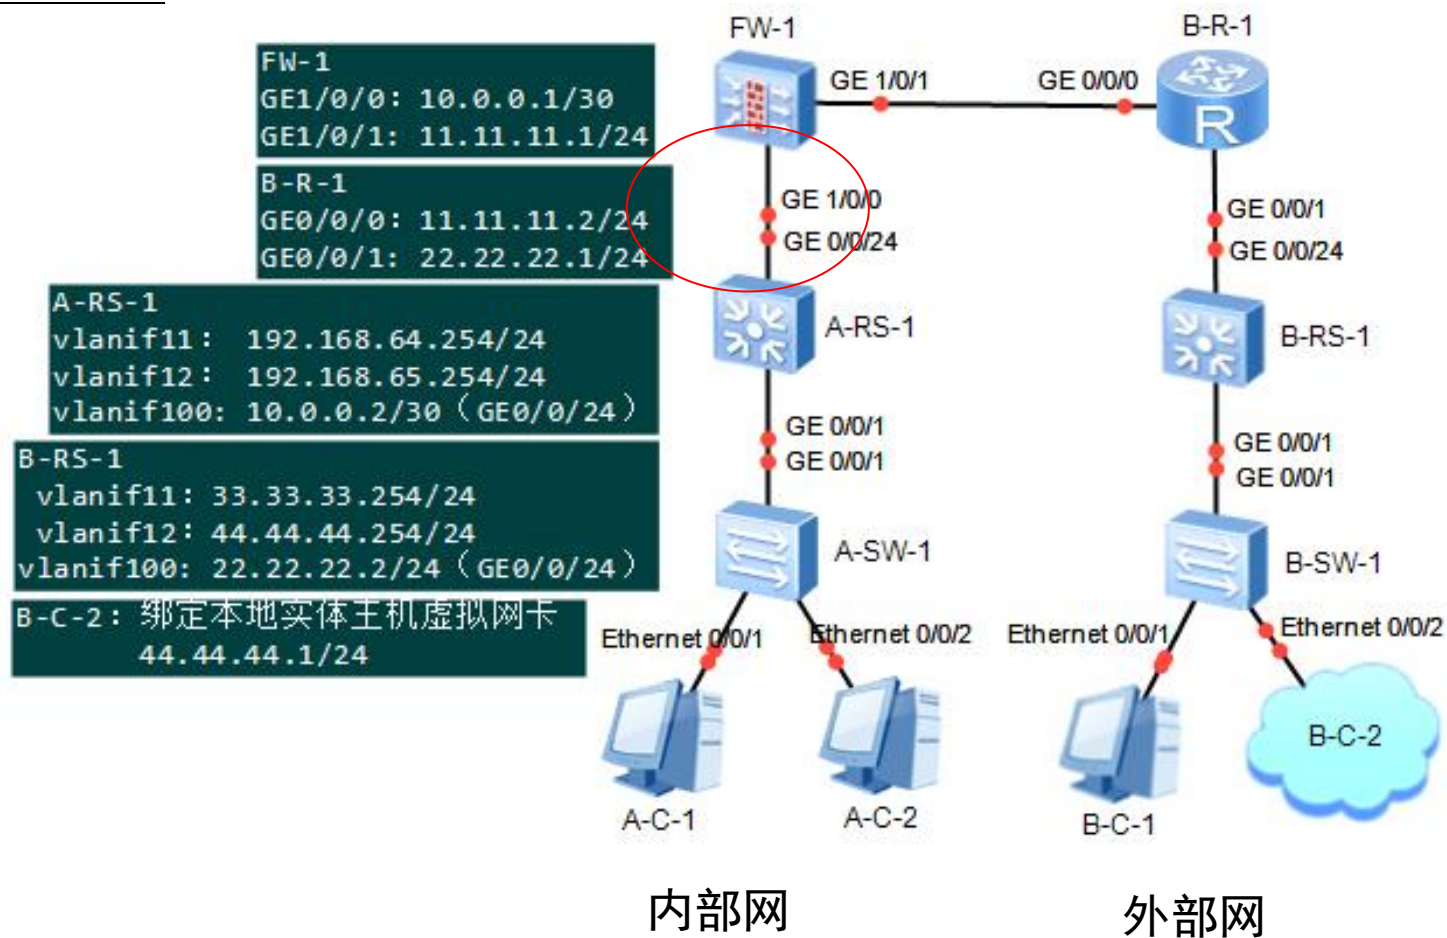 FW-1
GE1/0/0: 10.0.0.1/30
GE1/0/1: 11.11.11.1/24
B-R-1
GE0/0/0: 11.11.11.2/24
GE0/0/1: 22.22.22.1/24
A-RS-1
vlanif11: 192.168.64.254/24
vlanif12: 192.168.65.254/24
vlanif100: 10.0.0.2/30（GE0/0/24）
B-RS-1
vlanif11: 33.33.33.254/24
vlanif12: 44.44.44.254/24
vlanif100: 22.22.22.2/24（GE0/0/24）
B-C-2: 绑定本地实体主机虚拟网卡
44.44.44.1/24
FW-1
B-R-1
GE 1/0/1
GE 0/0/0
GE 1/0/0
GE 0/0/24
GE 0/0/1
GE 0/0/24
A-RS-1
B-RS-1
GE 0/0/1
GE 0/0/1
GE 0/0/1
GE 0/0/1
A-SW-1
B-SW-1
Ethernet 0/0/1
Ethernet 0/0/2
Ethernet 0/0/1
Ethernet 0/0/2
A-C-1
A-C-2
B-C-1
B-C-2
内部网
外部网